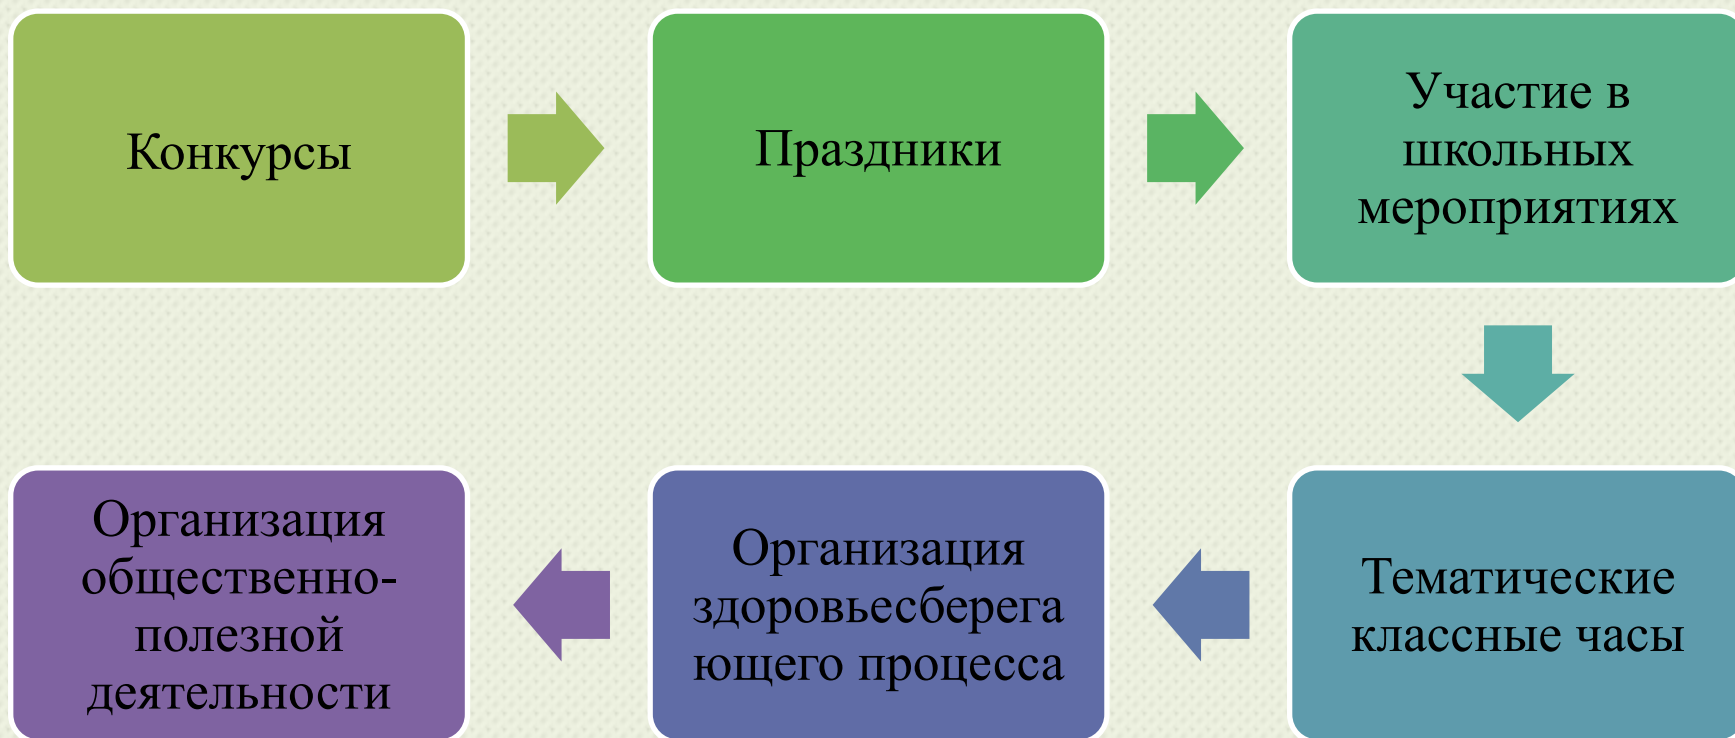 Конкурсы
Праздники
Участие в
школьных
мероприятиях
Тематические
классные часы
Организация
здоровьесберега
ющего процесса
Организация
общественно-
полезной
деятельности